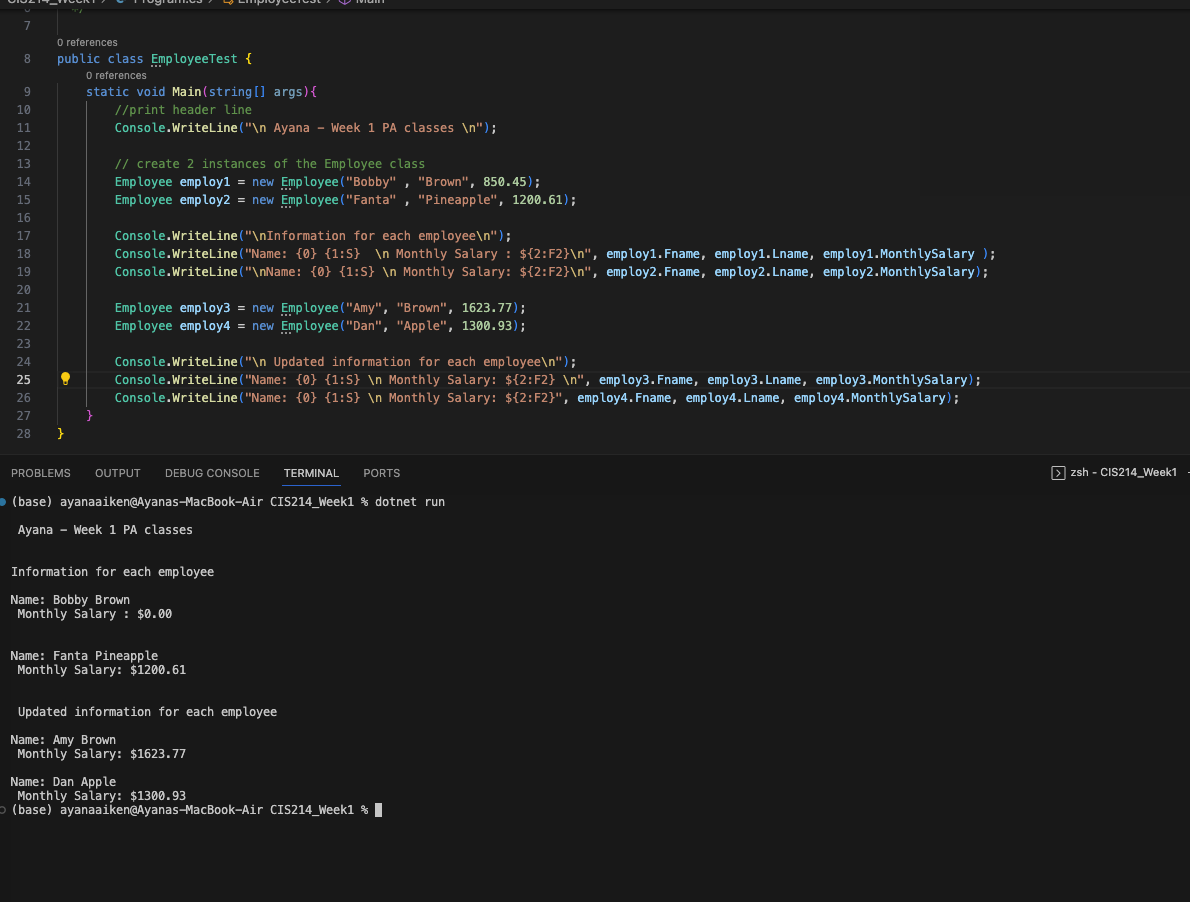 7
0 references
8 public class EmployeeTest {
0 references
9 static void Main(string[] args){
10 //print header line
11 Console.WriteLine("\n Ayana - Week 1 PA classes \n");
12
13 // create 2 instances of the Employee class
14 Employee employ1 = new Employee("Bobby" , "Brown", 850.45);
15 Employee employ2 = new Employee("Fanta" , "Pineapple", 1200.61);
16
17 Console.WriteLine("\nInformation for each employee\n");
18 Console.WriteLine("Name: {0} {1:S}  \n Monthly Salary : ${2:F2}\n", employ1.Fname, employ1.Lname, employ1.MonthlySalary );
19 Console.WriteLine("\nName: {0} {1:S} \n Monthly Salary: ${2:F2}\n", employ2.Fname, employ2.Lname, employ2.MonthlySalary);
20
21 Employee employ3 = new Employee("Amy", "Brown", 1623.77);
22 Employee employ4 = new Employee("Dan", "Apple", 1300.93);
23
24 Console.WriteLine("\n Updated information for each employee\n");
25 Console.WriteLine("Name: {0} {1:S} \n Monthly Salary: ${2:F2} \n", employ3.Fname, employ3.Lname, employ3.MonthlySalary);
26 Console.WriteLine("Name: {0} {1:S} \n Monthly Salary: ${2:F2}", employ4.Fname, employ4.Lname, employ4.MonthlySalary);
27 }
28 }
PROBLEMS OUTPUT DEBUG CONSOLE TERMINAL PORTS zsh - CIS214_Week1
(base) ayanaaiken@Ayanas-MacBook-Air CIS214_Week1 % dotnet run
Ayana - Week 1 PA classes
Information for each employee
Name: Bobby Brown
Monthly Salary : $0.00
Name: Fanta Pineapple
Monthly Salary: $1200.61
Updated information for each employee
Name: Amy Brown
Monthly Salary: $1623.77
Name: Dan Apple
Monthly Salary: $1300.93
(base) ayanaaiken@Ayanas-MacBook-Air CIS214_Week1 %